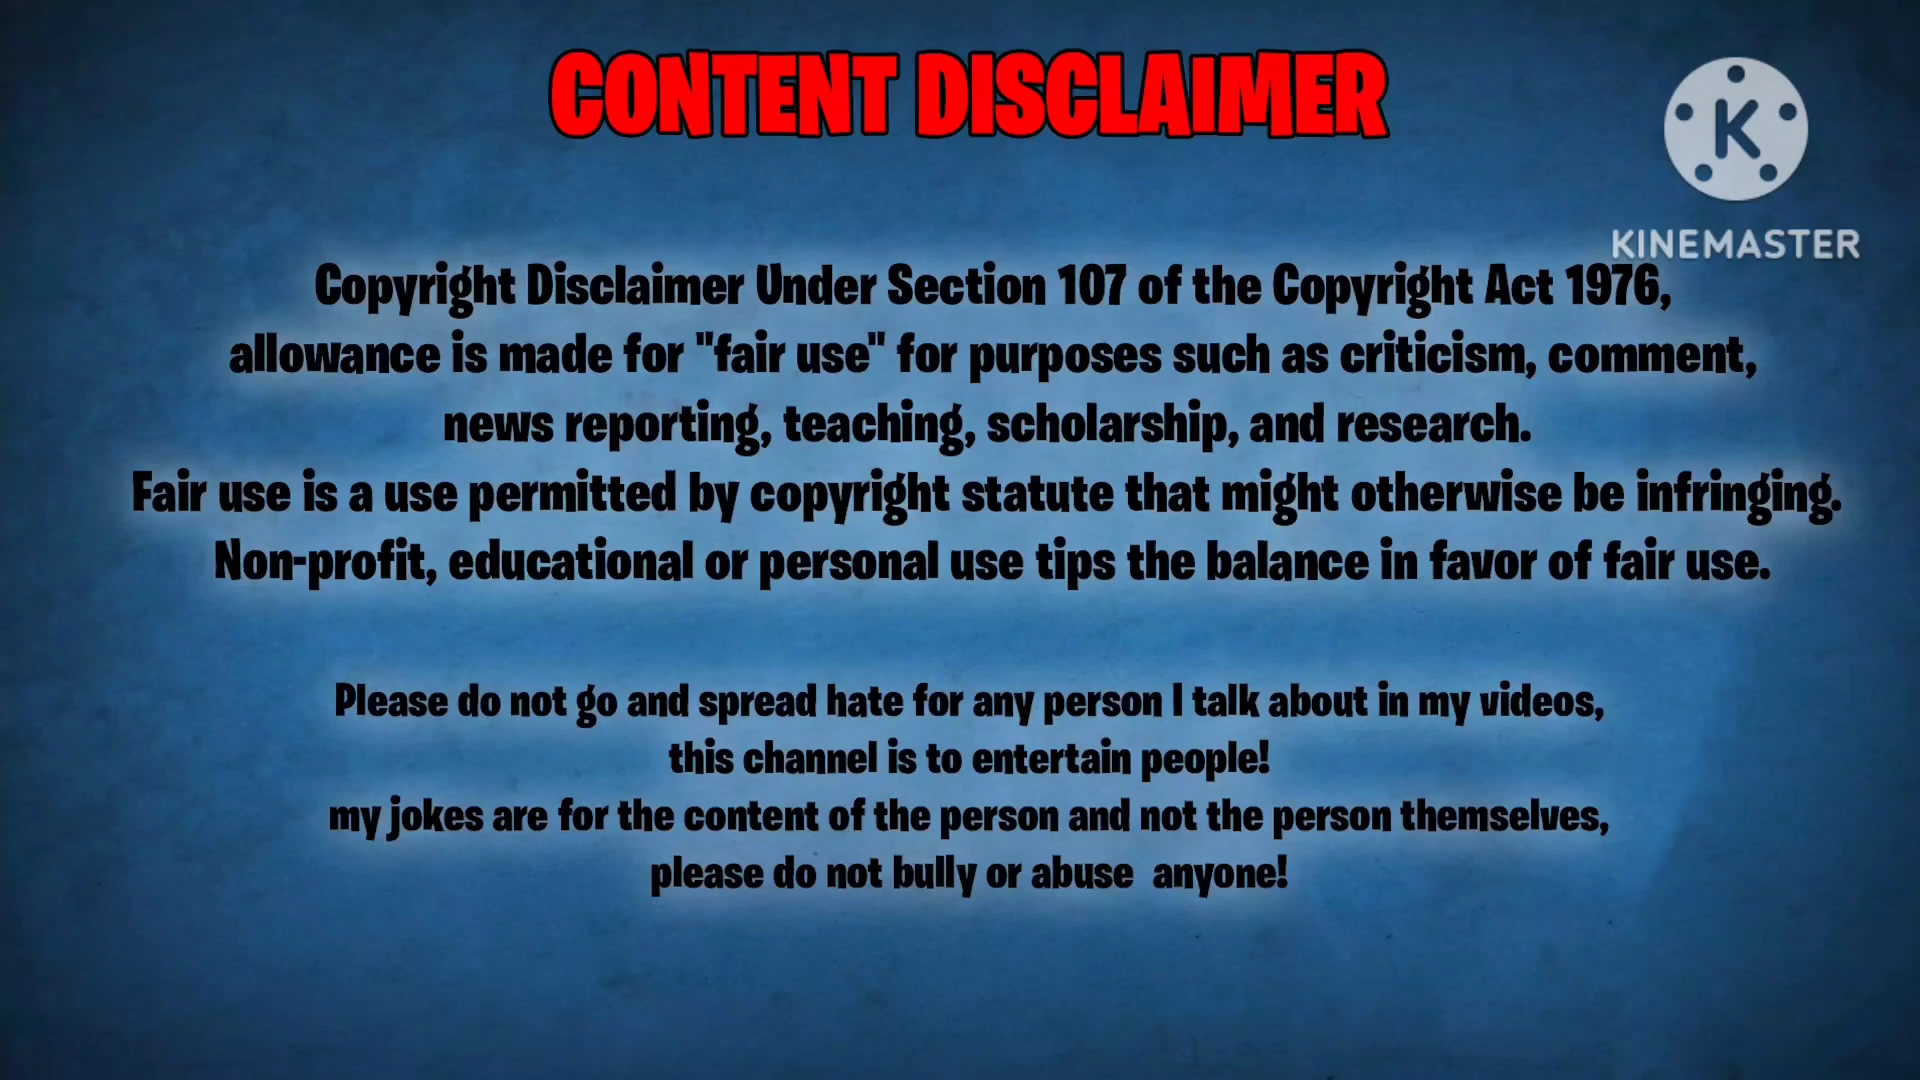 CONTENT DISCLAIMER
K
KINEMASTER
Copyright Disclaimer Under Section 107 of the Copyright Act 1976,
allowance is made for "fair use" for purposes such as criticism, comment,
news reporting, teaching, scholarship, and research.
Fair use is a use permitted by copyright statute that might otherwise be infringing.
Non-profit, educational or personal use tips the balance in favor of fair use.
Please do not go and spread hate for any person I talk about in my videos,
this channel is to entertain people!
my jokes are for the content of the person and not the person themselves,
please do not bully or abuse  anyone!